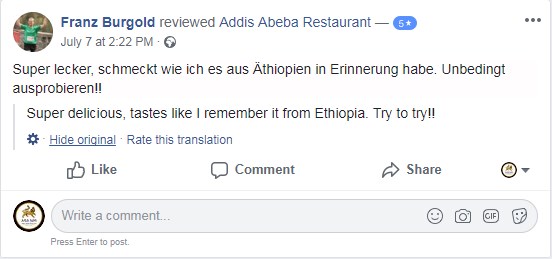 Franz Burgold reviewed Addis Abeba Restaurant — 5★
July 7 at 2:22 PM ·
Super lecker, schmeckt wie ich es aus Äthiopien in Erinnerung habe. Unbedingt
ausprobieren!!
Super delicious, tastes like I remember it from Ethiopia. Try to try!!
· Hide original · Rate this translation
Like Comment Share
Write a comment... GIF
Press Enter to post.